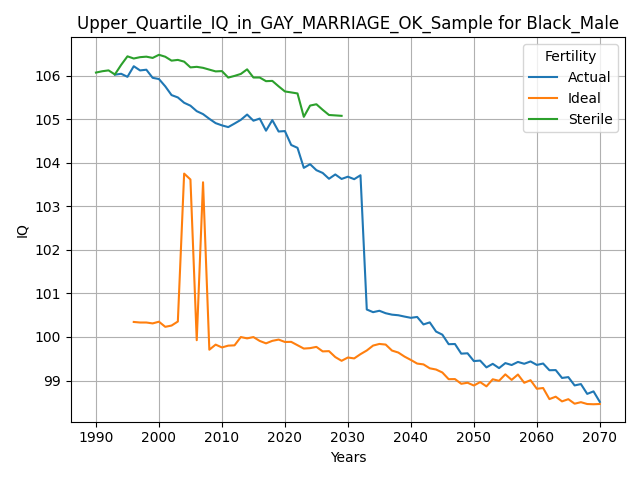 Upper_Quartile_IQ_in_GAY_MARRIAGE_OK_Sample for Black_Male
Fertility
Actual
Ideal
Sterile
106
105
104
103
102
101
100
99
IQ
1990 2000 2010 2020 2030 2040 2050 2060 2070
Years